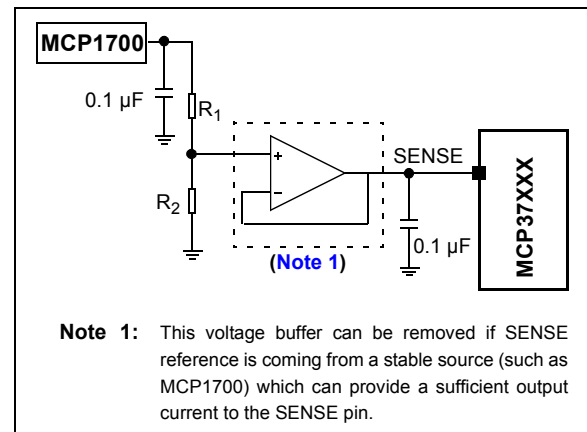 MCP1700
0.1 µF
R1
R2
+
−
SENSE
0.1 µF
(Note 1)
MCP37XXX
Note 1: This voltage buffer can be removed if SENSE
reference is coming from a stable source (such as
MCP1700) which can provide a sufficient output
current to the SENSE pin.